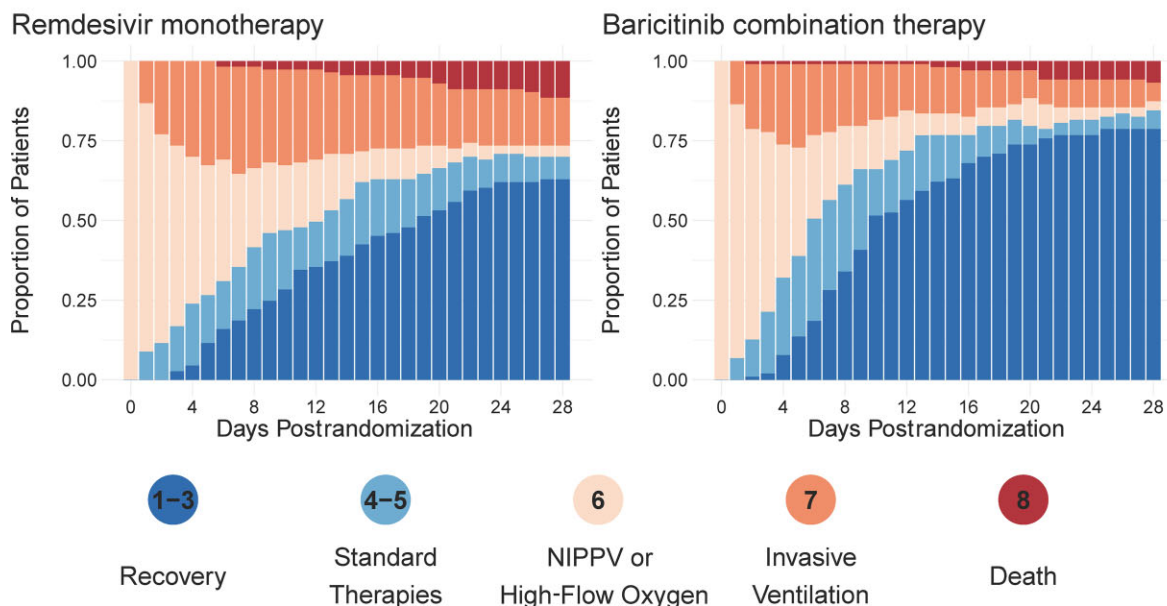 Remdesivir monotherapy
Baricitinib combination therapy
Proportion of Patients
1.00
0.75
0.50
0.25
0.00
0 4 8 12 16 20 24 28
Days Postrandomization
Proportion of Patients
1.00
0.75
0.50
0.25
0.00
0 4 8 12 16 20 24 28
Days Postrandomization
1–3
4–5
6
7
8
Recovery
Standard
Therapies
NIPPV or
High-Flow Oxygen
Invasive
Ventilation
Death